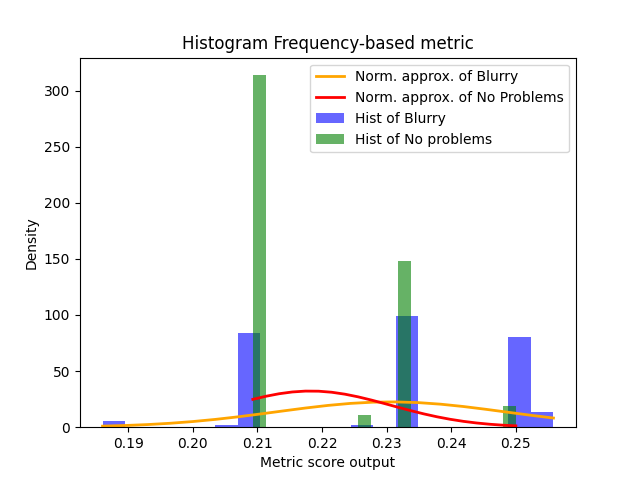 Histogram Frequency-based metric
Norm. approx. of Blurry
Norm. approx. of No Problems
Hist of Blurry
Hist of No problems
Density
300
250
200
150
100
50
0
0.19 0.20 0.21 0.22 0.23 0.24 0.25
Metric score output